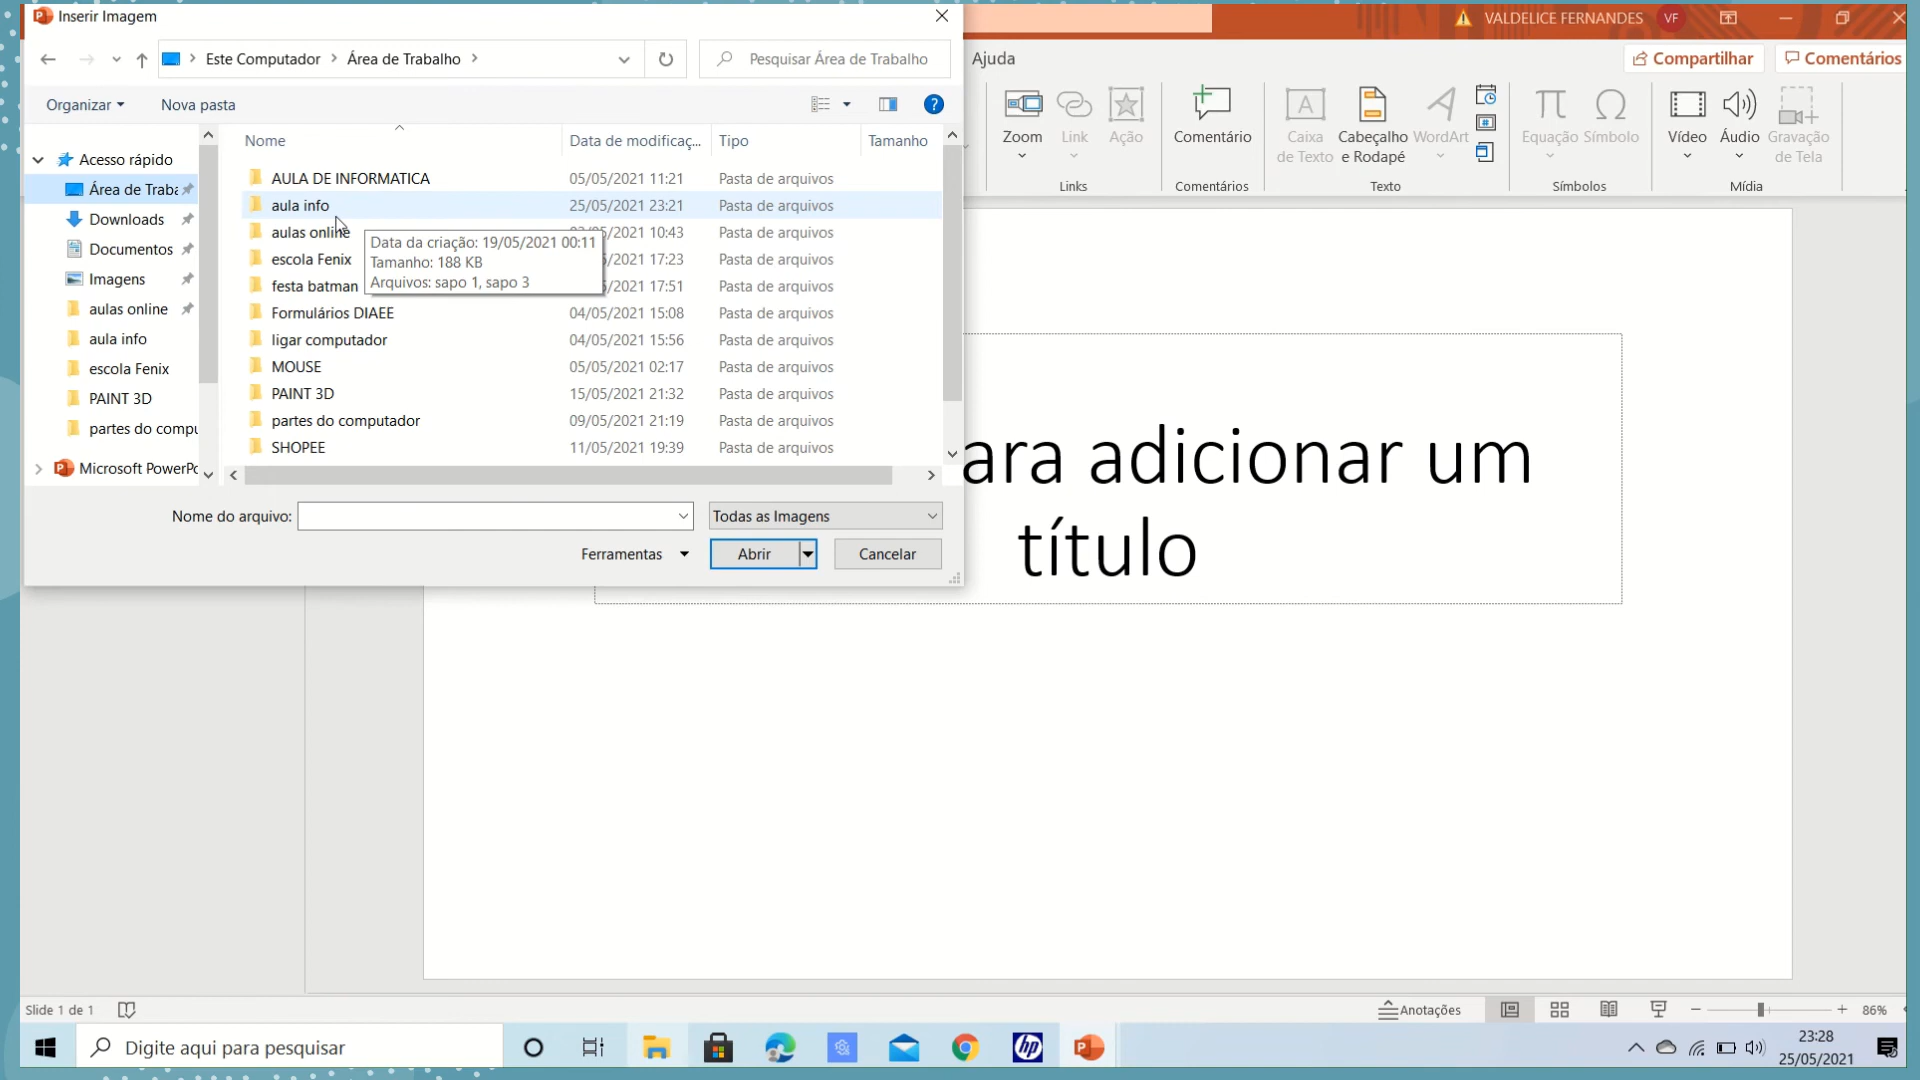 Inserir Imagem
VALDELICE FERNANDES VF
Este Computador Área de Trabalho
Pesquisar Área de Trabalho
Ajuda
Compartilhar
Comentários
Organizar
Nova pasta
Zoom
Link
Ação
Comentário
Caixa
de Texto
Cabeçalho
e Rodapé
WordArt
Equação
Símbolo
Vídeo
Áudio
Gravação
de Tela
Links
Comentários
Texto
Símbolos
Mídia
Nome Data de modificaç... Tipo Tamanho
Acesso rápido
Área de Traba
Downloads
Documentos
Imagens
aulas online
aula info
escola Fenix
PAINT 3D
partes do compu
Microsoft PowerPo
AULA DE INFORMATICA 05/05/2021 11:21 Pasta de arquivos
aula info 25/05/2021 23:21 Pasta de arquivos
aulas online /05/2021 10:43 Pasta de arquivos
escola Fenix /05/2021 17:23 Pasta de arquivos
festa batman /05/2021 17:51 Pasta de arquivos
Formulários DIAEE 04/05/2021 15:08 Pasta de arquivos
ligar computador 04/05/2021 15:56 Pasta de arquivos
MOUSE 05/05/2021 02:17 Pasta de arquivos
PAINT 3D 15/05/2021 21:32 Pasta de arquivos
partes do computador 09/05/2021 21:19 Pasta de arquivos
SHOPEE 11/05/2021 19:39 Pasta de arquivos
Data da criação: 19/05/2021 00:11
Tamanho: 188 KB
Arquivos: sapo 1, sapo 3
Nome do arquivo:
Todas as Imagens
Ferramentas
Abrir
Cancelar
ara adicionar um
título
Slide 1 de 1
Anotações
86%
Digite aqui para pesquisar
hp
23:28
25/05/2021